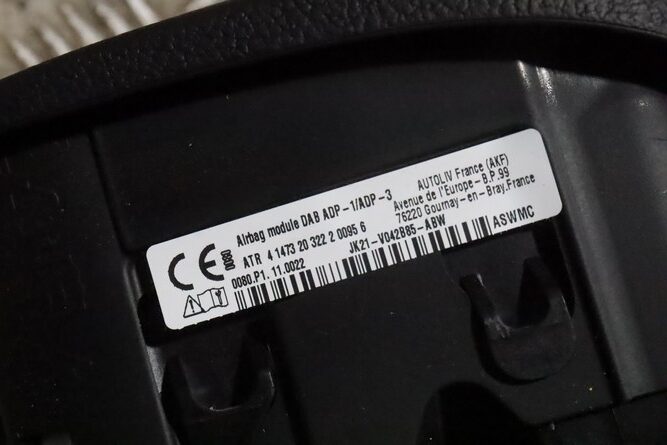 CE 0080
Airbag module DAB ADP-1/ADP-3
ATR 4 1473 20 322 2 0095 6
0080.P1. 11.0022
AUTOLIV France (AKF)
Avenue de l'Europe-B.P.99
76220 Gournay-en-Bray.France
JK21-V042B85-ABW
ASWMC